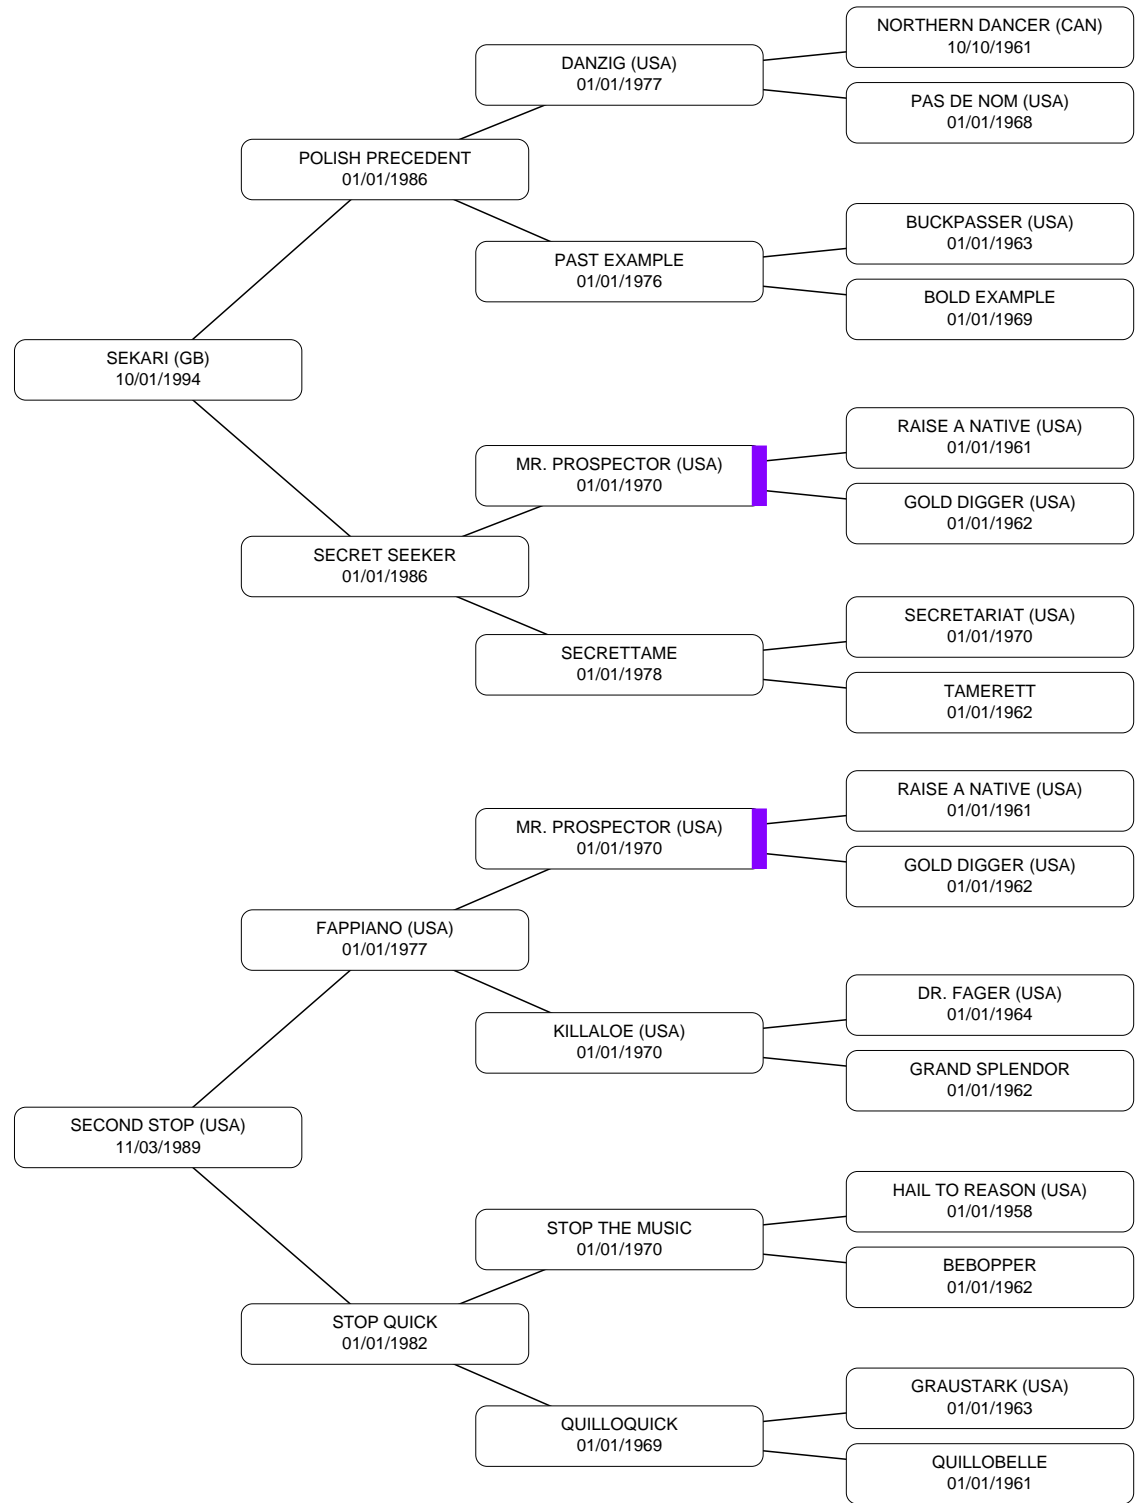 NORTHERN DANCER (CAN)
10/10/1961
DANZIG (USA)
01/01/1977
PAS DE NOM (USA)
01/01/1968
POLISH PRECEDENT
01/01/1986
BUCKPASSER (USA)
01/01/1963
PAST EXAMPLE
01/01/1976
BOLD EXAMPLE
01/01/1969
SEKARI (GB)
10/01/1994
RAISE A NATIVE (USA)
01/01/1961
MR. PROSPECTOR (USA)
01/01/1970
GOLD DIGGER (USA)
01/01/1962
SECRET SEEKER
01/01/1986
SECRETARIAT (USA)
01/01/1970
SECRETTAME
01/01/1978
TAMERETT
01/01/1962
RAISE A NATIVE (USA)
01/01/1961
MR. PROSPECTOR (USA)
01/01/1970
GOLD DIGGER (USA)
01/01/1962
FAPPIANO (USA)
01/01/1977
DR. FAGER (USA)
01/01/1964
KILLALOE (USA)
01/01/1970
GRAND SPLENDOR
01/01/1962
SECOND STOP (USA)
11/03/1989
HAIL TO REASON (USA)
01/01/1958
STOP THE MUSIC
01/01/1970
BEBOPPER
01/01/1962
STOP QUICK
01/01/1982
GRAUSTARK (USA)
01/01/1963
QUILLOQUICK
01/01/1969
QUILLOBELLE
01/01/1961